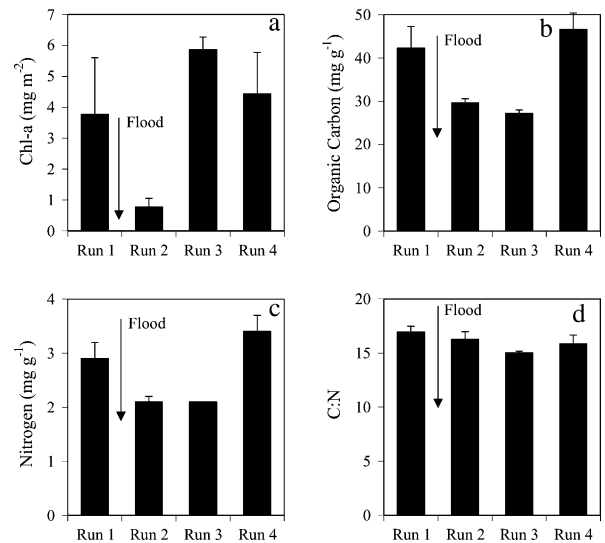 a
7
6
5
4
3
2
1
0
Chl-a (mg m-2)
Flood
Run 1 Run 2 Run 3 Run 4
b
50
40
30
20
10
0
Organic Carbon (mg g-1)
Flood
Run 1 Run 2 Run 3 Run 4
c
4
3
2
1
0
Nitrogen (mg g-1)
Flood
Run 1 Run 2 Run 3 Run 4
d
20
15
10
5
0
C:N
Flood
Run 1 Run 2 Run 3 Run 4